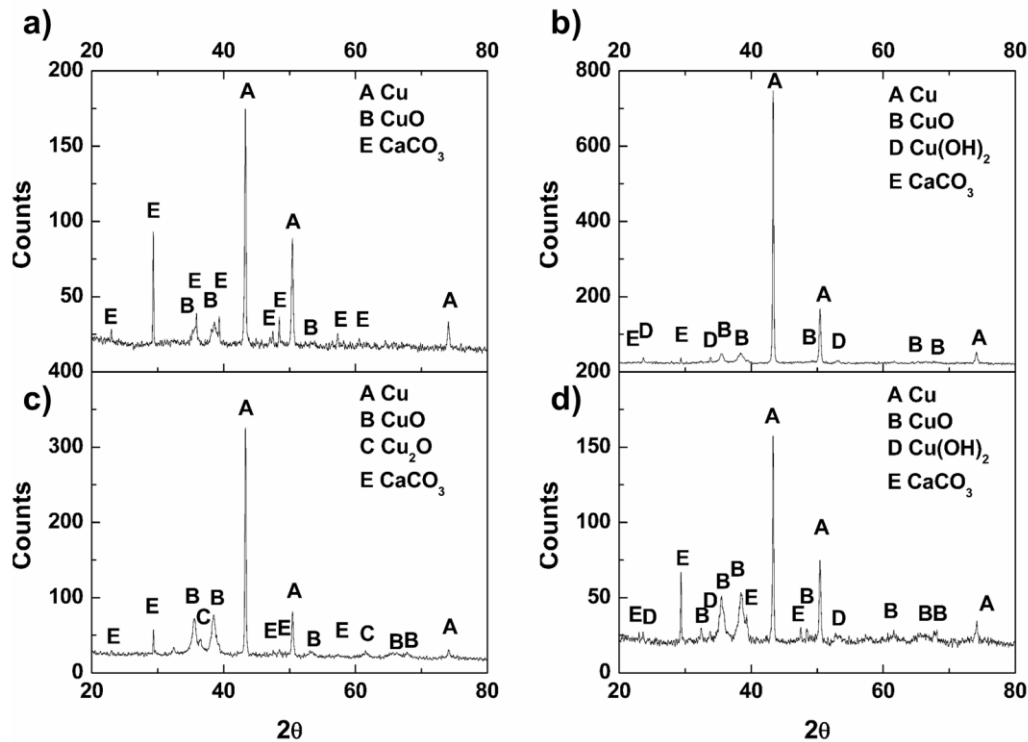 a)
20 40 60 80
200
150
100
50
400
Counts
A Cu
B CuO
E CaCO₃
E E B E B E A E E A B E E A
b)
20 40 60 80
800
600
400
200
200
Counts
A Cu
B CuO
D Cu(OH)₂
E CaCO₃
E D E D B B A B A D B B A
c)
300
200
100
0
20 40 60 80
Counts
2θ
A Cu
B CuO
C Cu₂O
E CaCO₃
E E B C B A E E A B E C B B A
d)
150
100
50
0
20 40 60 80
Counts
2θ
A Cu
B CuO
D Cu(OH)₂
E CaCO₃
E D E B D B B E A E B A D B B B A